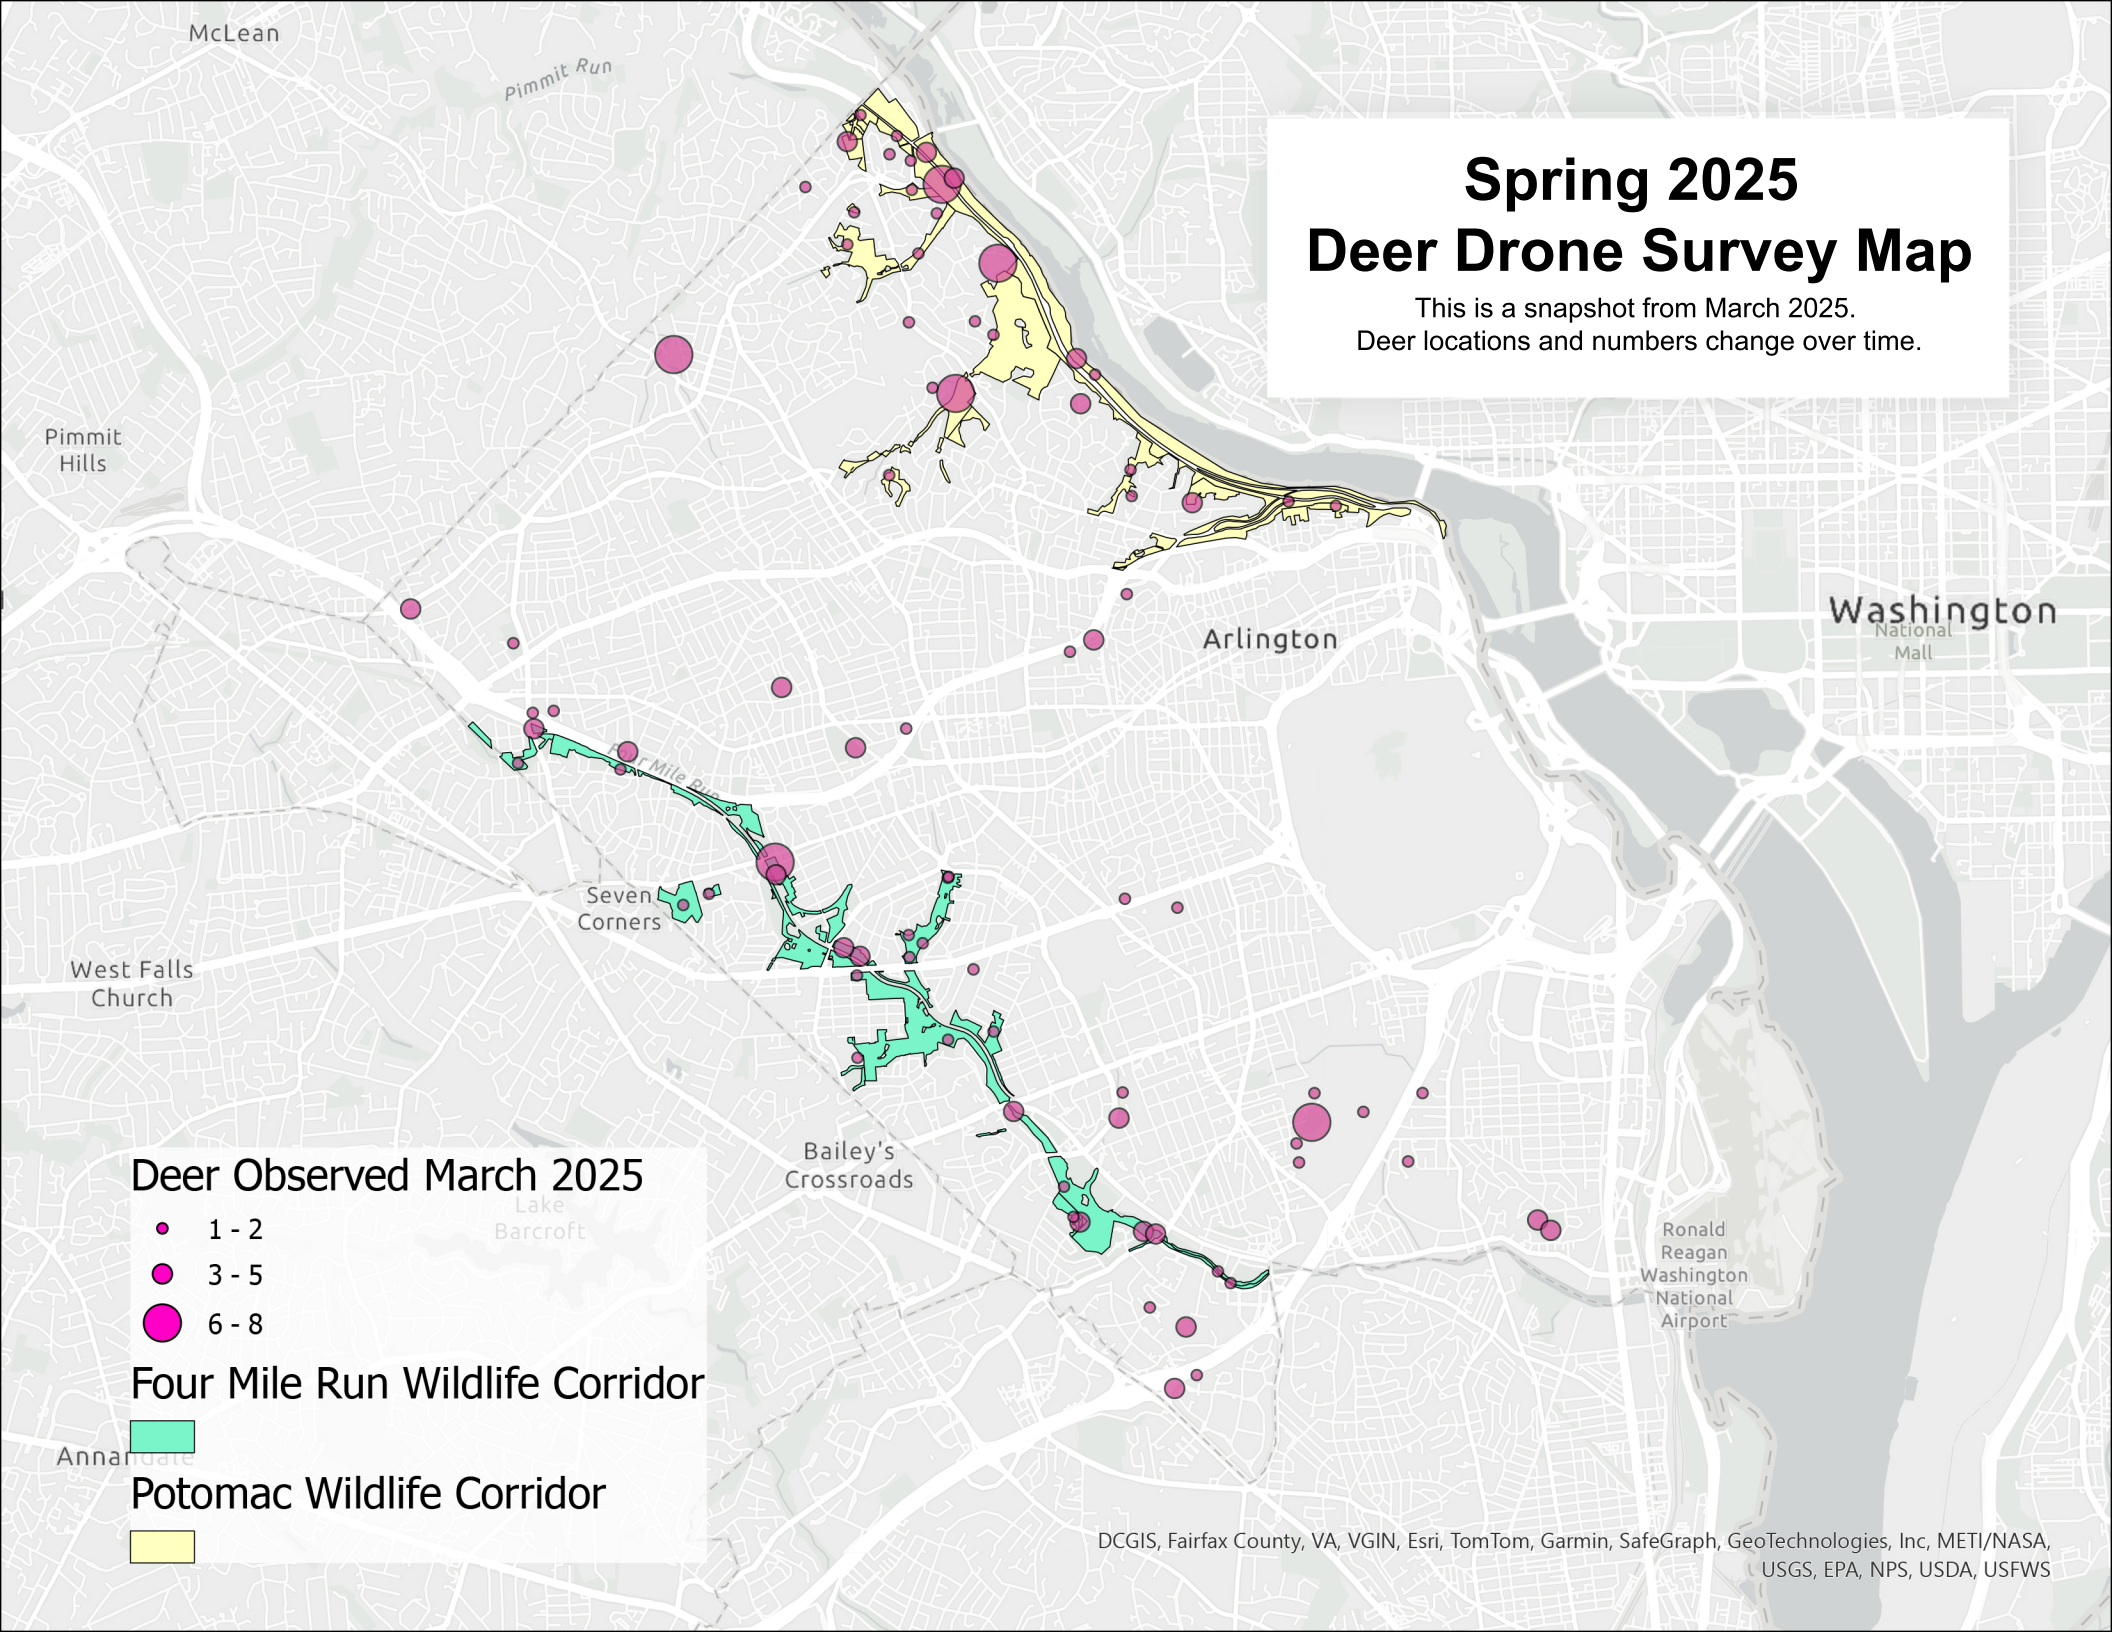 McLean
Pimmit Run
Spring 2025
Deer Drone Survey Map
This is a snapshot from March 2025.
Deer locations and numbers change over time.
Pimmit
Hills
Washington
National
Mall
Arlington
Four Mile Run
Seven
Corners
West Falls
Church
Bailey's
Crossroads
Deer Observed March 2025
Lake
Barcroft
1 - 2
3 - 5
6 - 8
Ronald
Reagan
Washington
National
Airport
Four Mile Run Wildlife Corridor
Annandale
Potomac Wildlife Corridor
DCGIS, Fairfax County, VA, VGIN, Esri, TomTom, Garmin, SafeGraph, GeoTechnologies, Inc, METI/NASA,
USGS, EPA, NPS, USDA, USFWS